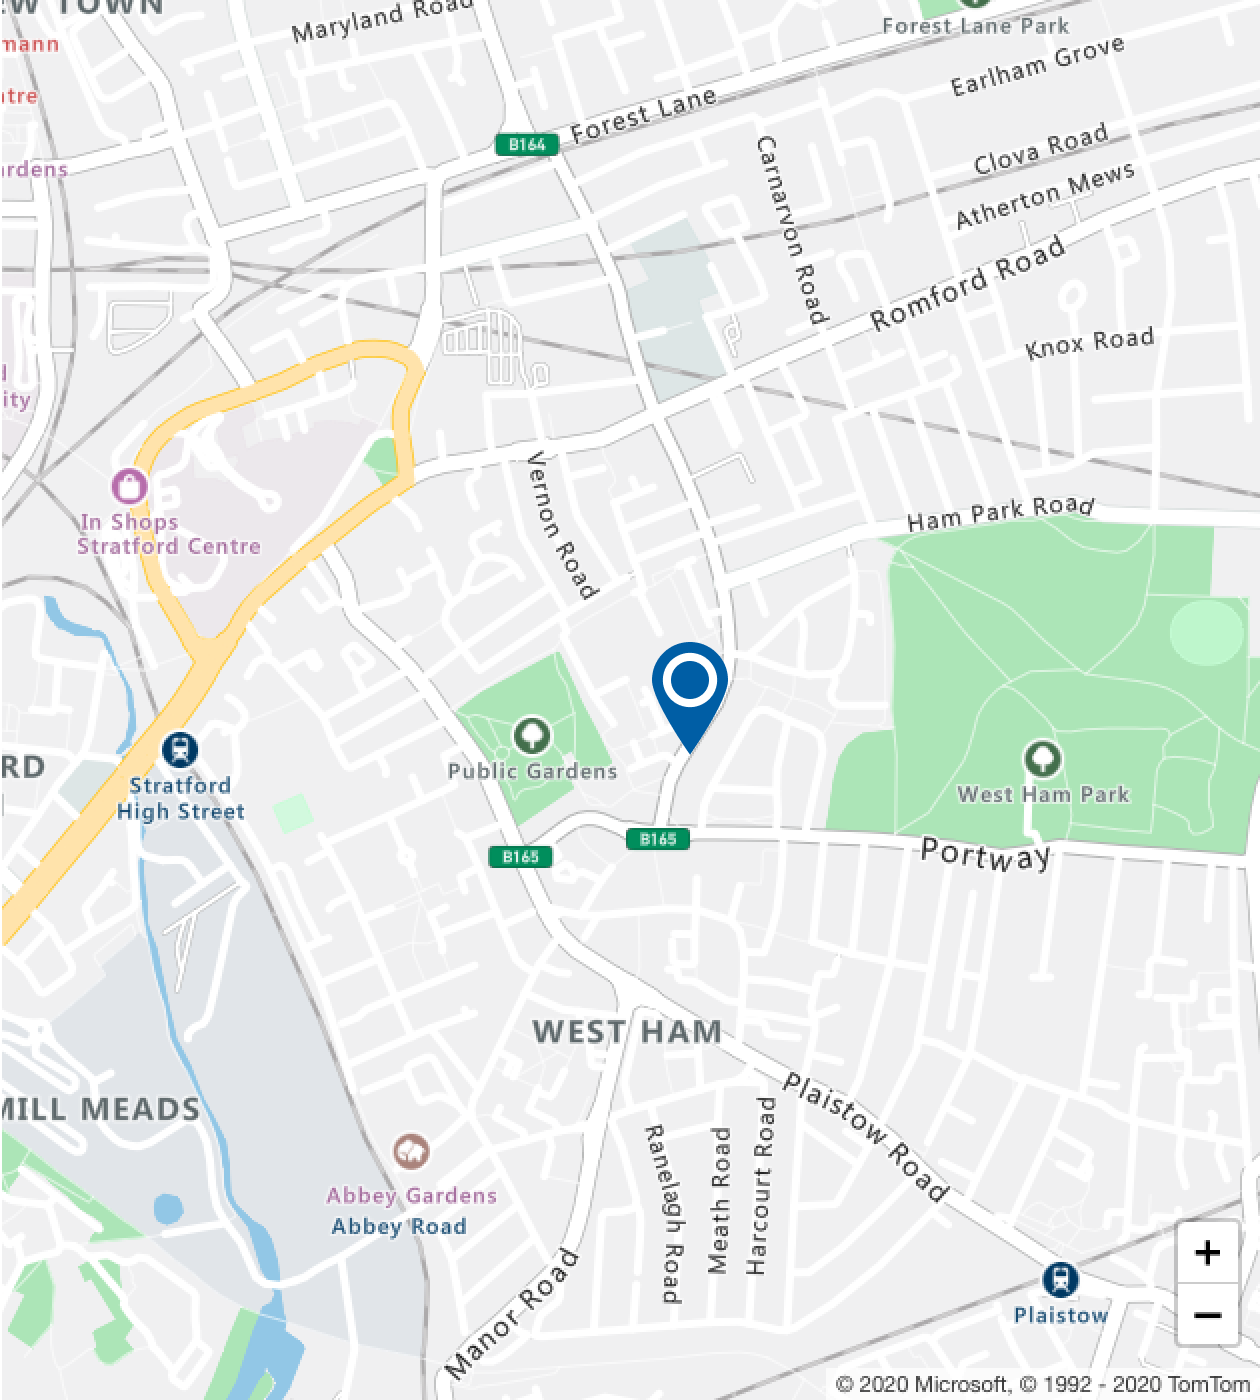 EW TOWN
Maryland Road
Forest Lane Park
mann
Earlham Grove
ntre
Forest Lane
B164
Clova Road
ardens
Atherton Mews
Carnarvon Road
Romford Road
Knox Road
d
ity
In Shops
Stratford Centre
Vernon Road
Ham Park Road
RD
Stratford
High Street
Public Gardens
West Ham Park
B165
B165
Portway
WEST HAM
MILL MEADS
Plaistow Road
Ranelagh Road
Meath Road
Harcourt Road
Abbey Gardens
Abbey Road
Manor Road
+
−
Plaistow
© 2020 Microsoft, © 1992 - 2020 TomTom